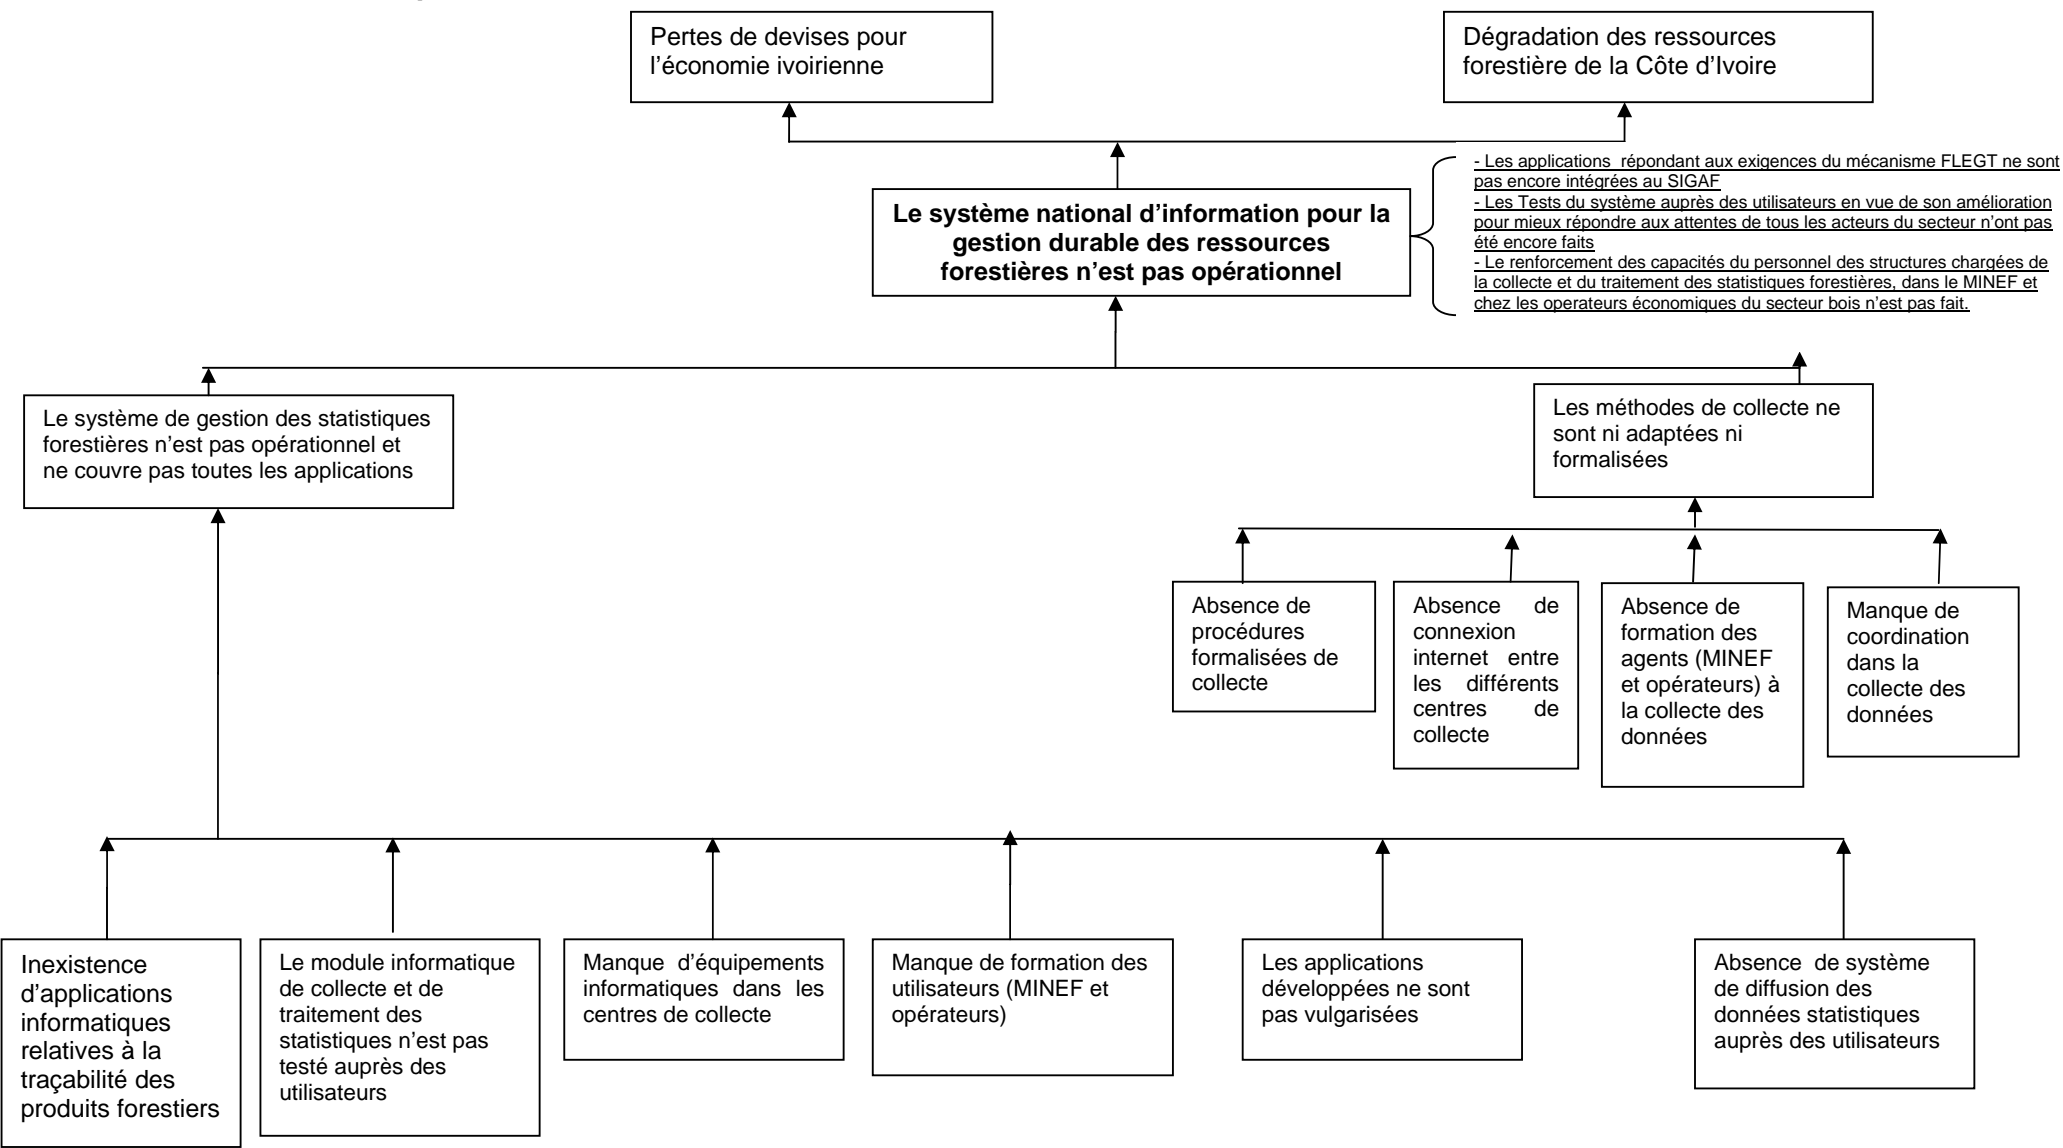 Pertes de devises pour
l'économie ivoirienne
Dégradation des ressources
forestière de la Côte d'Ivoire
Le système national d'information pour la
gestion durable des ressources
forestières n'est pas opérationnel
- Les applications  répondant aux exigences du mécanisme FLEGT ne sont
pas encore intégrées au SIGAF
- Les Tests du système auprès des utilisateurs en vue de son amélioration
pour mieux répondre aux attentes de tous les acteurs du secteur n'ont pas
été encore faits
- Le renforcement des capacités du personnel des structures chargées de
la collecte et du traitement des statistiques forestières, dans le MINEF et
chez les operateurs économiques du secteur bois n'est pas fait.
Le système de gestion des statistiques
forestières n'est pas opérationnel et
ne couvre pas toutes les applications
Les méthodes de collecte ne
sont ni adaptées ni
formalisées
Absence de
procédures
formalisées de
collecte
Absence de
connexion
internet entre
les différents
centres de
collecte
Absence de
formation des
agents (MINEF
et opérateurs) à
la collecte des
données
Manque de
coordination
dans la
collecte des
données
Inexistence
d'applications
informatiques
relatives à la
traçabilité des
produits forestiers
Le module informatique
de collecte et de
traitement des
statistiques n'est pas
testé auprès des
utilisateurs
Manque d'équipements
informatiques dans les
centres de collecte
Manque de formation des
utilisateurs (MINEF et
opérateurs)
Les applications
développées ne sont
pas vulgarisées
Absence  de système
de diffusion des
données statistiques
auprès des utilisateurs